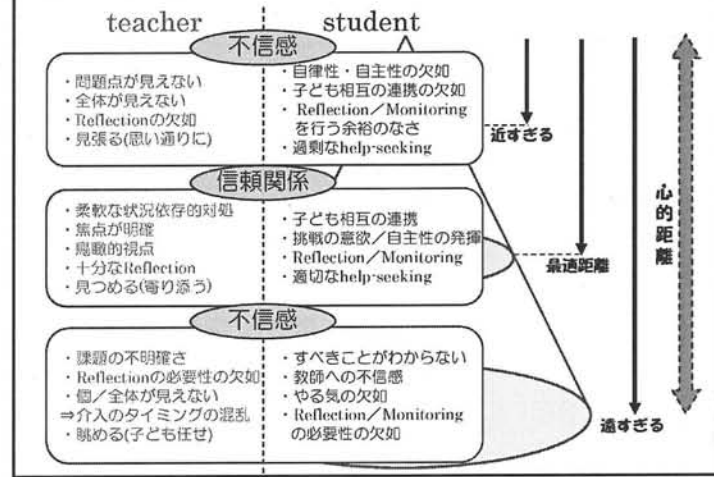 teacher
student
不信感
・問題点が見えない
・全体が見えない
・Reflectionの欠如
・見張る(思い通りに)
・自律性・自主性の欠如
・子ども相互の連携の欠如
・Reflection／Monitoring
を行う余裕のなさ
・過剰なhelp-seeking
近すぎる
信頼関係
・柔軟な状況依存的対処
・焦点が明確
・鳥瞰的視点
・十分なReflection
・見つめる(寄り添う)
・子ども相互の連携
・挑戦の意欲／自主性の発揮
・Reflection／Monitoring
・適切なhelp-seeking
最適距離
心的距離
不信感
・課題の不明確さ
・Reflectionの必要性の欠如
・個／全体が見えない
⇒介入のタイミングの混乱
・眺める(子ども任せ)
・すべきことがわからない
・教師への不信感
・やる気の欠如
・Reflection／Monitoring
の必要性の欠如
遠すぎる